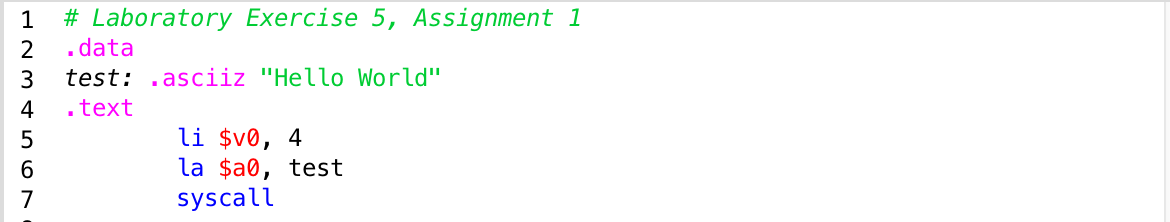 1 # Laboratory Exercise 5, Assignment 1
2 .data
3 test: .asciiz "Hello World"
4 .text
5 li $v0, 4
6 la $a0, test
7 syscall